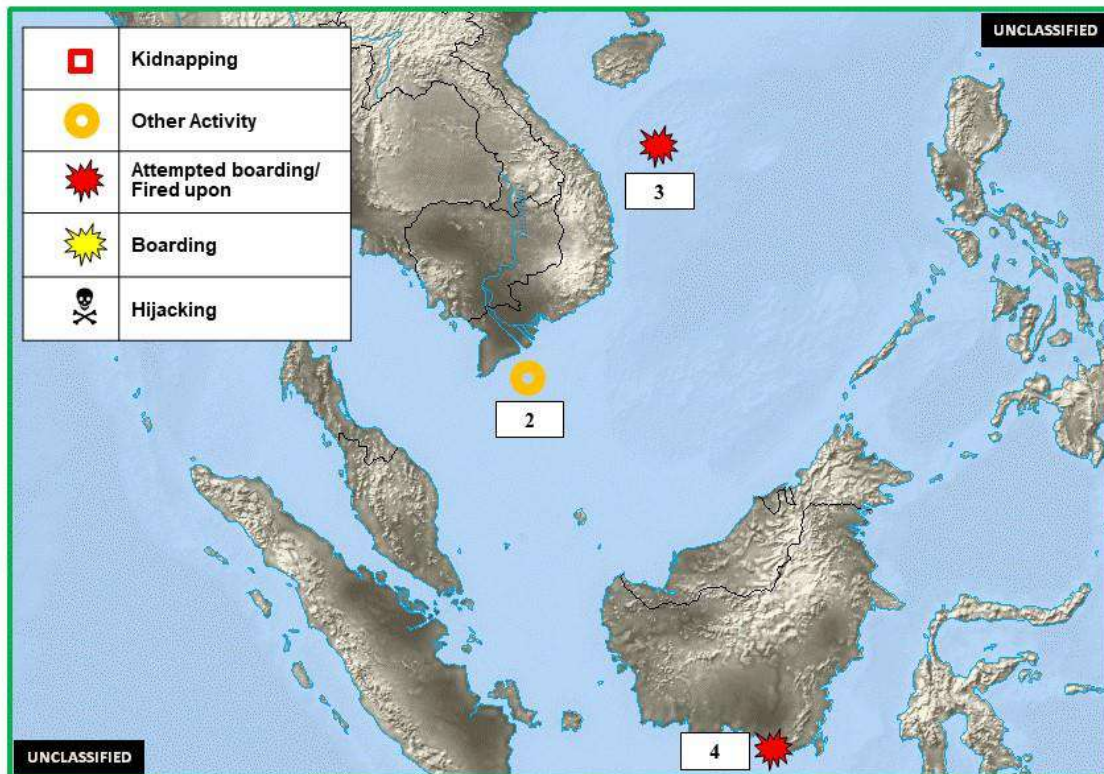 UNCLASSIFIED
Kidnapping
Other Activity
Attempted boarding/
Fired upon
Boarding
Hijacking
3
2
4
UNCLASSIFIED